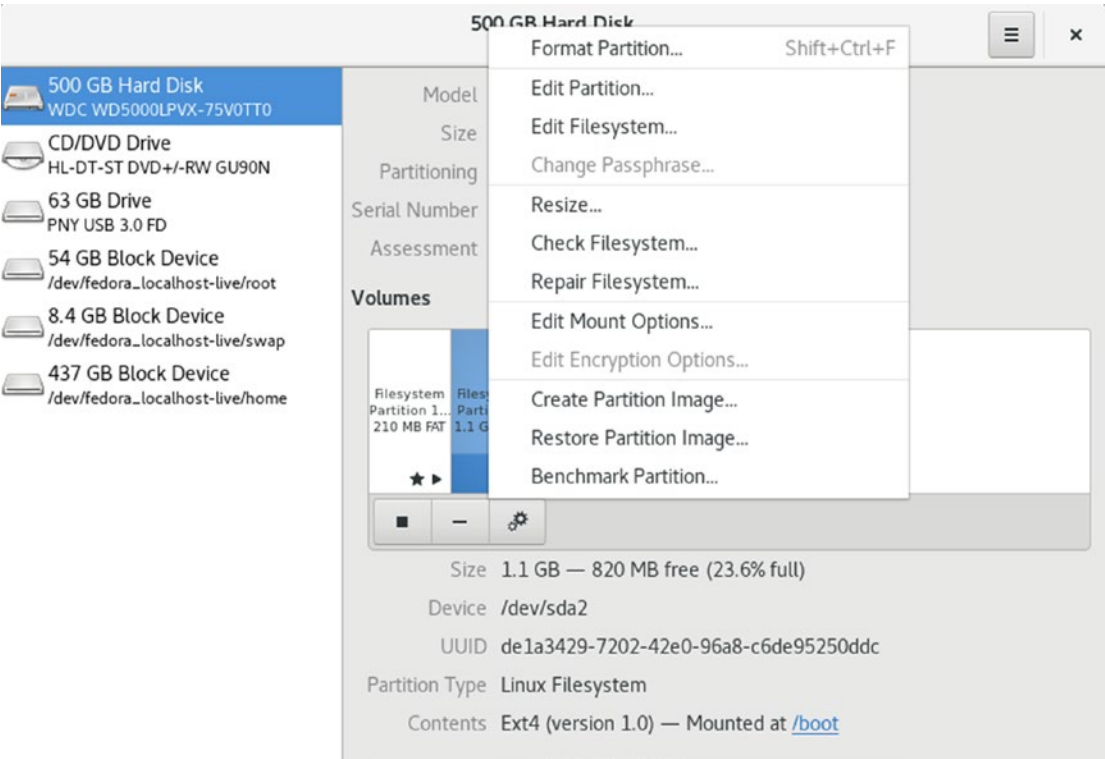 500 GB Hard Disk
500 GB Hard Disk
WDC WD5000LPVX-75V0TT0
CD/DVD Drive
HL-DT-ST DVD+/-RW GU90N
63 GB Drive
PNY USB 3.0 FD
54 GB Block Device
/dev/fedora_localhost-live/root
8.4 GB Block Device
/dev/fedora_localhost-live/swap
437 GB Block Device
/dev/fedora_localhost-live/home
Model
Size
Partitioning
Serial Number
Assessment
Volumes
Filesystem
Partition 1...
210 MB FAT
1.1
Format Partition... Shift+Ctrl+F
Edit Partition...
Edit Filesystem...
Change Passphrase...
Resize...
Check Filesystem...
Repair Filesystem...
Edit Mount Options...
Edit Encryption Options...
Create Partition Image...
Restore Partition Image...
Benchmark Partition...
Size 1.1 GB — 820 MB free (23.6% full)
Device /dev/sda2
UUID de1a3429-7202-42e0-96a8-c6de95250ddc
Partition Type Linux Filesystem
Contents Ext4 (version 1.0) — Mounted at /boot